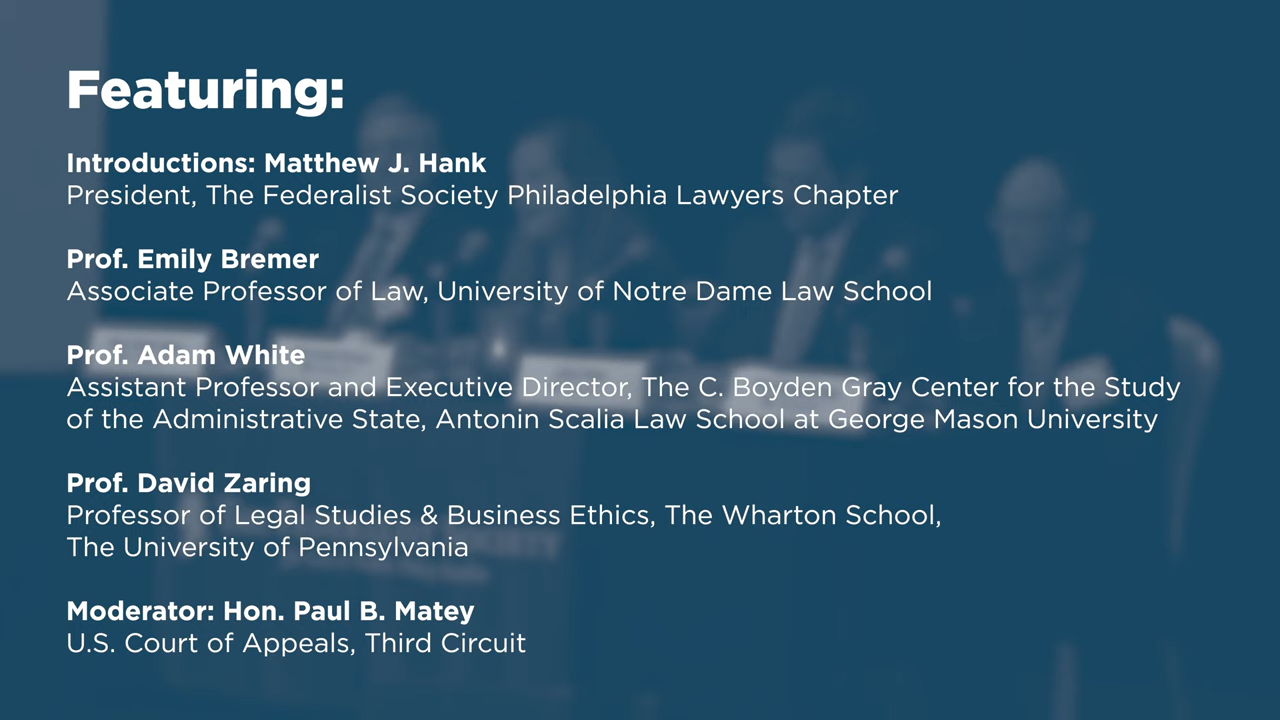 Featuring:
Introductions: Matthew J. Hank
President, The Federalist Society Philadelphia Lawyers Chapter
Prof. Emily Bremer
Associate Professor of Law, University of Notre Dame Law School
Prof. Adam White
Assistant Professor and Executive Director, The C. Boyden Gray Center for the Study
of the Administrative State, Antonin Scalia Law School at George Mason University
Prof. David Zaring
Professor of Legal Studies & Business Ethics, The Wharton School,
The University of Pennsylvania
Moderator: Hon. Paul B. Matey
U.S. Court of Appeals, Third Circuit